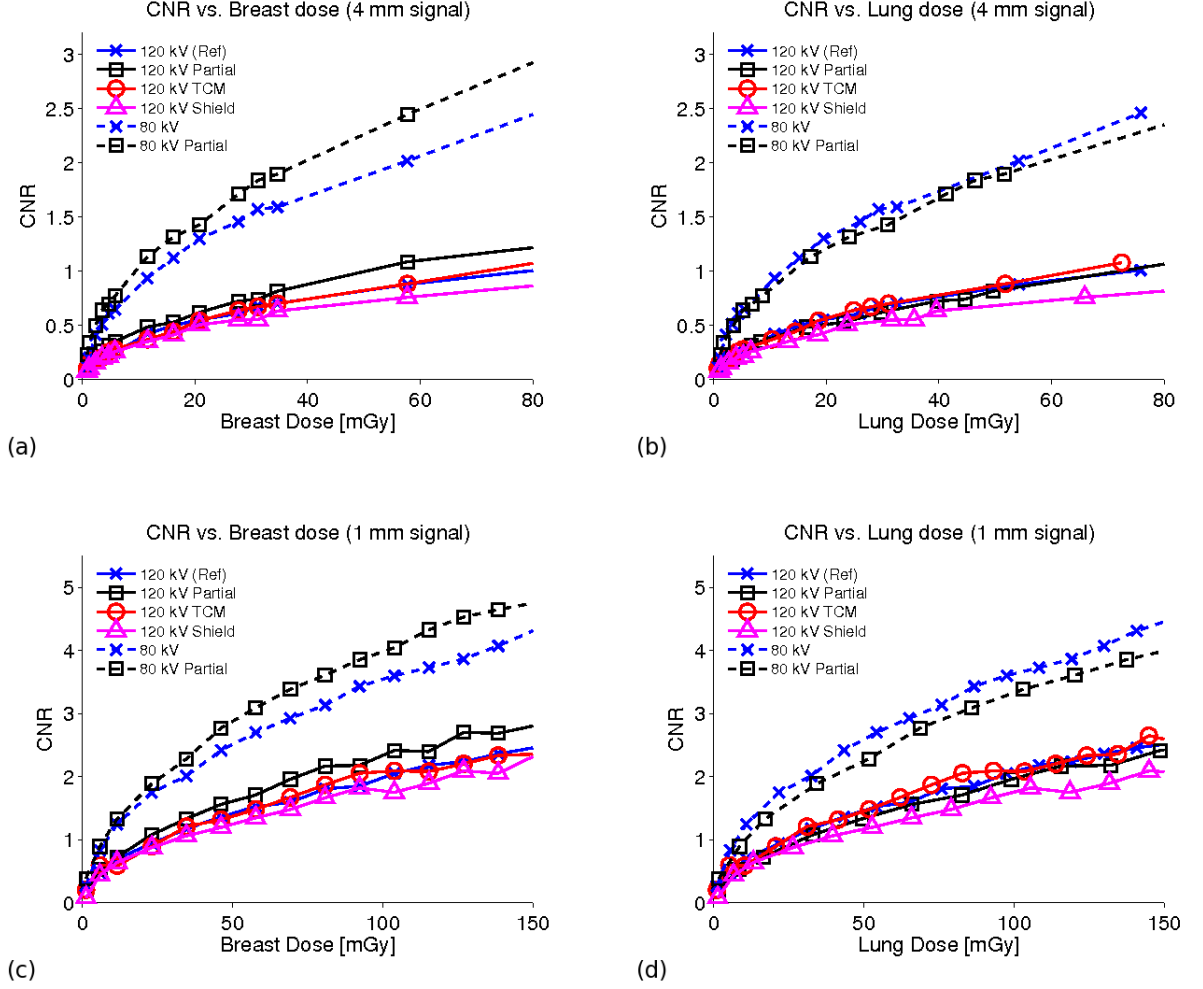 CNR vs. Breast dose (4 mm signal)
3
2.5
2
1.5
1
0.5
0
CNR
120 kV (Ref)
120 kV Partial
120 kV TCM
120 kV Shield
80 kV
80 kV Partial
0 20 40 60 80
Breast Dose [mGy]
(a)
CNR vs. Lung dose (4 mm signal)
3
2.5
2
1.5
1
0.5
0
CNR
120 kV (Ref)
120 kV Partial
120 kV TCM
120 kV Shield
80 kV
80 kV Partial
0 20 40 60 80
Lung Dose [mGy]
(b)
CNR vs. Breast dose (1 mm signal)
5
4
3
2
1
0
CNR
120 kV (Ref)
120 kV Partial
120 kV TCM
120 kV Shield
80 kV
80 kV Partial
0 50 100 150
Breast Dose [mGy]
(c)
CNR vs. Lung dose (1 mm signal)
5
4
3
2
1
0
CNR
120 kV (Ref)
120 kV Partial
120 kV TCM
120 kV Shield
80 kV
80 kV Partial
0 50 100 150
Lung Dose [mGy]
(d)